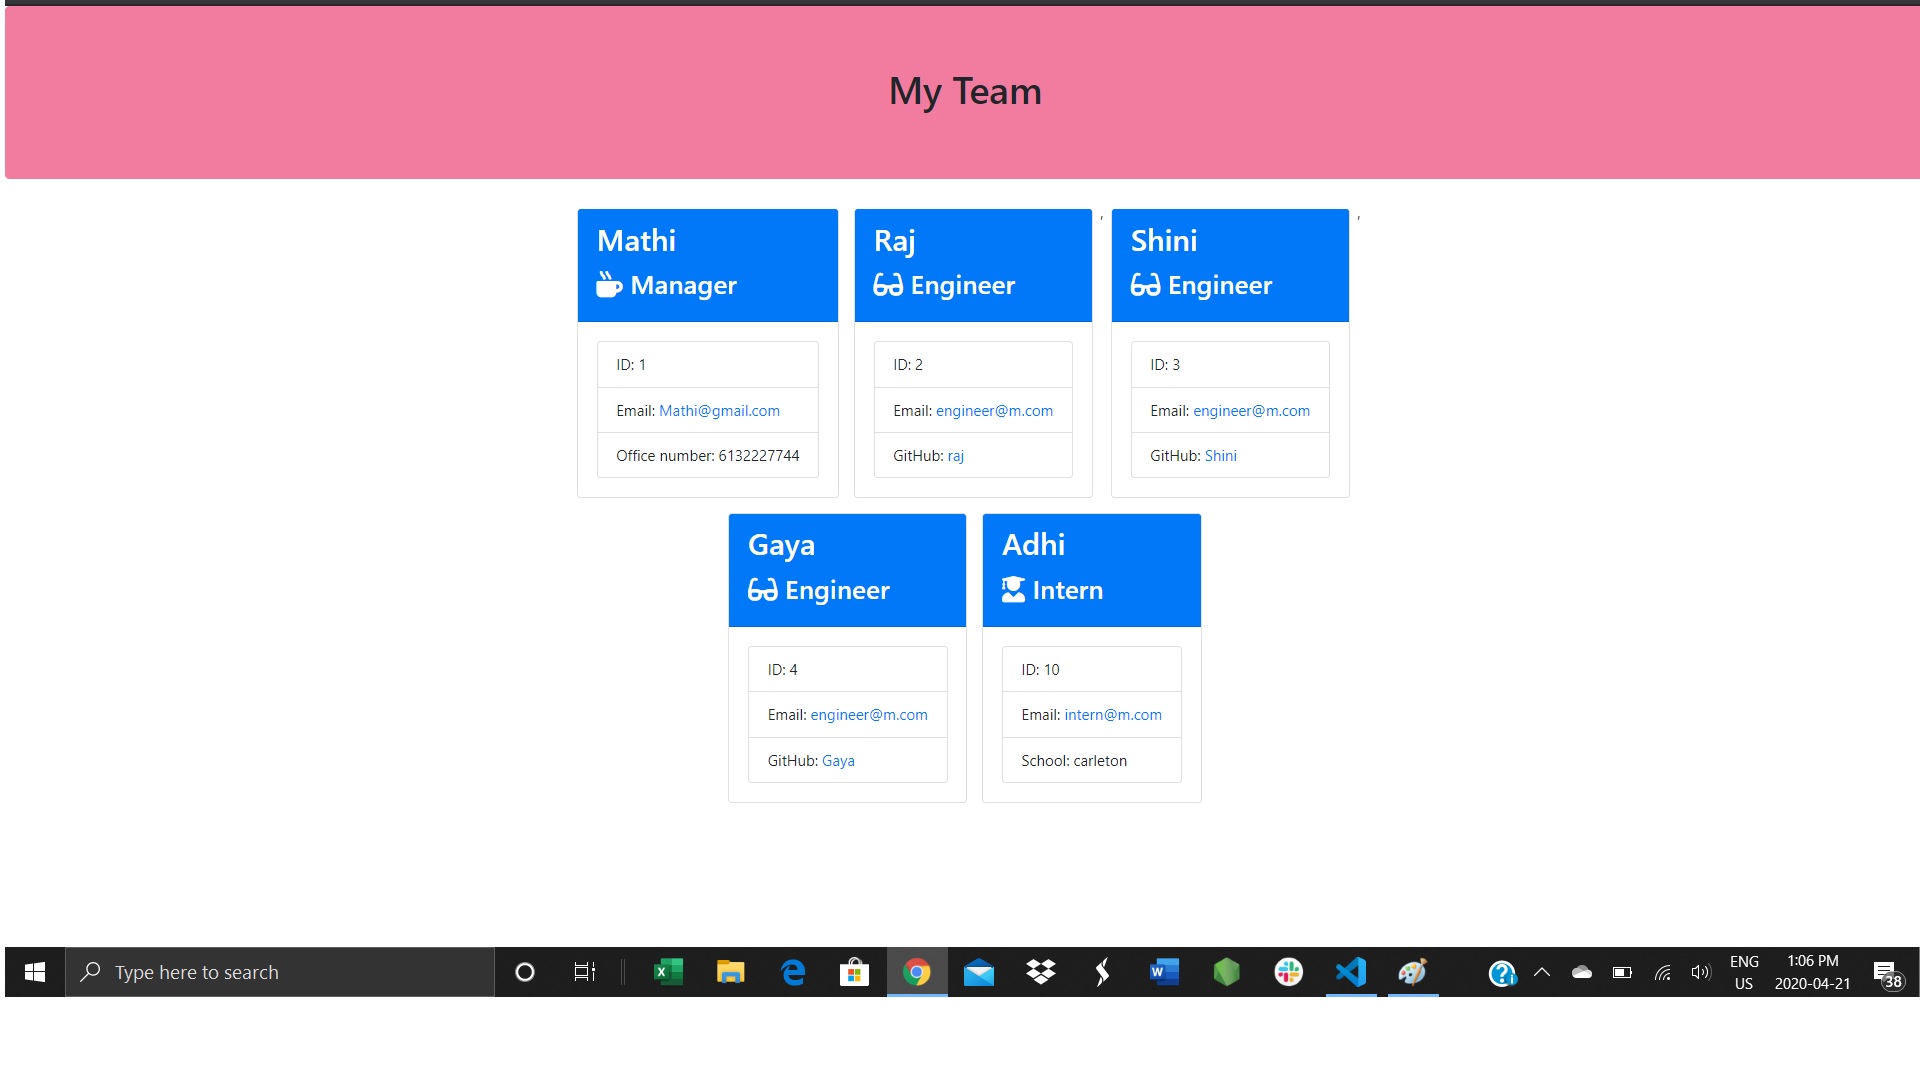 My Team
Mathi
Manager
ID: 1
Email: Mathi@gmail.com
Office number: 6132227744
Raj
Engineer
ID: 2
Email: engineer@m.com
GitHub: raj
,
Shini
Engineer
ID: 3
Email: engineer@m.com
GitHub: Shini
,
Gaya
Engineer
ID: 4
Email: engineer@m.com
GitHub: Gaya
Adhi
Intern
ID: 10
Email: intern@m.com
School: carleton
Type here to search
ENG
US
1:06 PM
2020-04-21
38